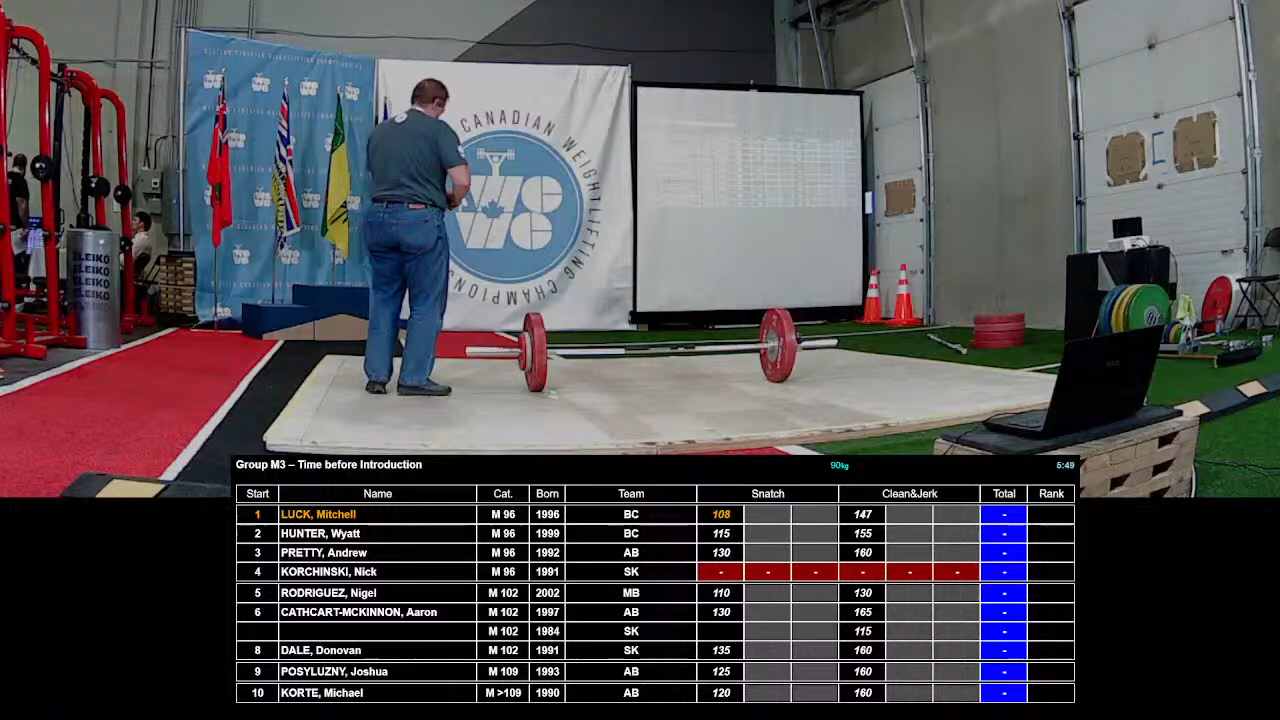 CANADIAN WEIGHTLIFTING CHAMPIONS
WC
WC
ELEIKO
ELEIKO
ELEIKO
ELEIKO
Group M3 – Time before Introduction 90kg 5:49
Start Name Cat. Born Team Snatch Clean&Jerk Total Rank
1 LUCK, Mitchell M 96 1996 BC 108 147 -
2 HUNTER, Wyatt M 96 1999 BC 115 155 -
3 PRETTY, Andrew M 96 1992 AB 130 160 -
4 KORCHINSKI, Nick M 96 1991 SK - - - - - - -
5 RODRIGUEZ, Nigel M 102 2002 MB 110 130 -
6 CATHCART-MCKINNON, Aaron M 102 1997 AB 130 165 -
M 102 1984 SK 115 -
8 DALE, Donovan M 102 1991 SK 135 160 -
9 POSYLUZNY, Joshua M 109 1993 AB 125 160 -
10 KORTE, Michael M >109 1990 AB 120 160 -